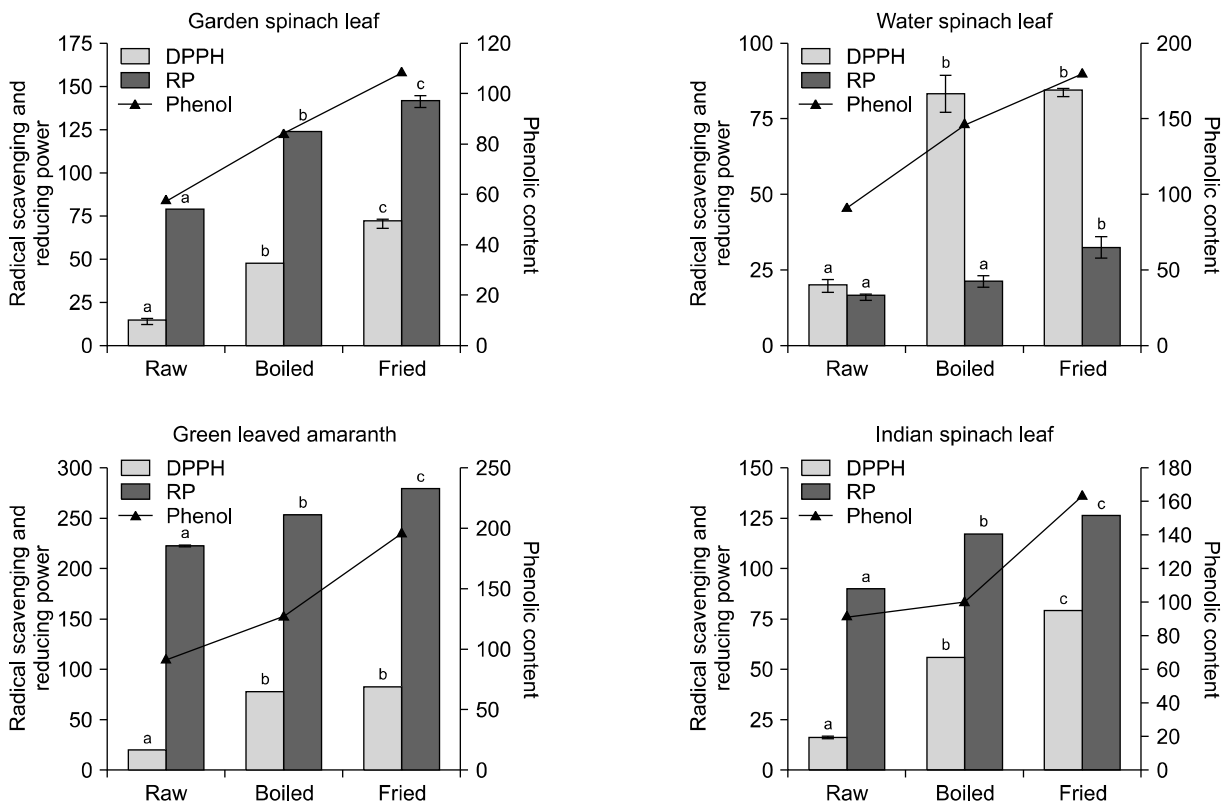 Garden spinach leaf
DPPH
RP
Phenol
Radical scavenging and
reducing power
Phenolic content
175
150
125
100
75
50
25
0
120
100
80
60
40
20
0
a
a
b
b
c
c
Raw Boiled Fried
Water spinach leaf
DPPH
RP
Phenol
Radical scavenging and
reducing power
Phenolic content
100
75
50
25
0
200
150
100
50
0
a
a
b
a
b
b
Raw Boiled Fried
Green leaved amaranth
DPPH
RP
Phenol
Radical scavenging and
reducing power
Phenolic content
300
250
200
150
100
50
0
250
200
150
100
50
0
a
a
b
b
b
c
Raw Boiled Fried
Indian spinach leaf
DPPH
RP
Phenol
Radical scavenging and
reducing power
Phenolic content
150
125
100
75
50
25
0
180
160
140
120
100
80
60
40
20
0
a
a
b
b
c
c
Raw Boiled Fried